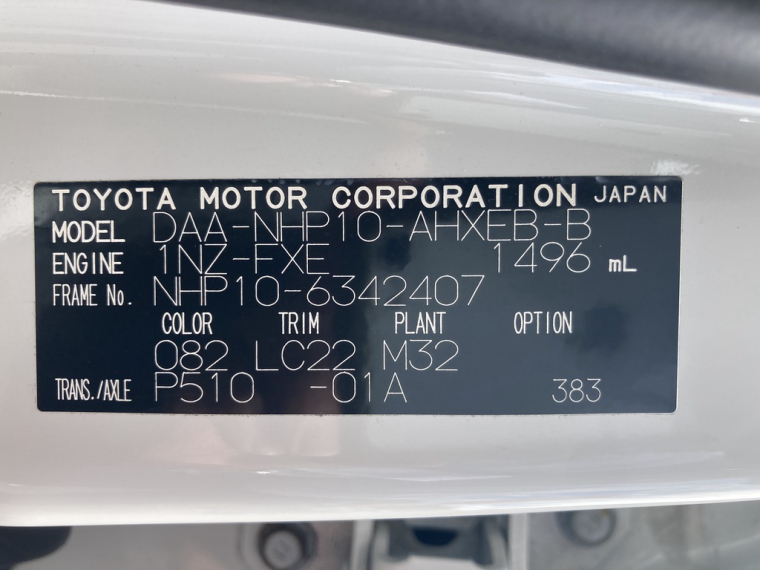 TOYOTA MOTOR CORPORATION JAPAN
MODEL DAA-NHP10-AHXEB-B
ENGINE 1NZ-FXE 1496 mL
FRAME No. NHP10-6342407
COLOR TRIM PLANT OPTION
082 LC22 M32
TRANS./AXLE P510 -01A 383